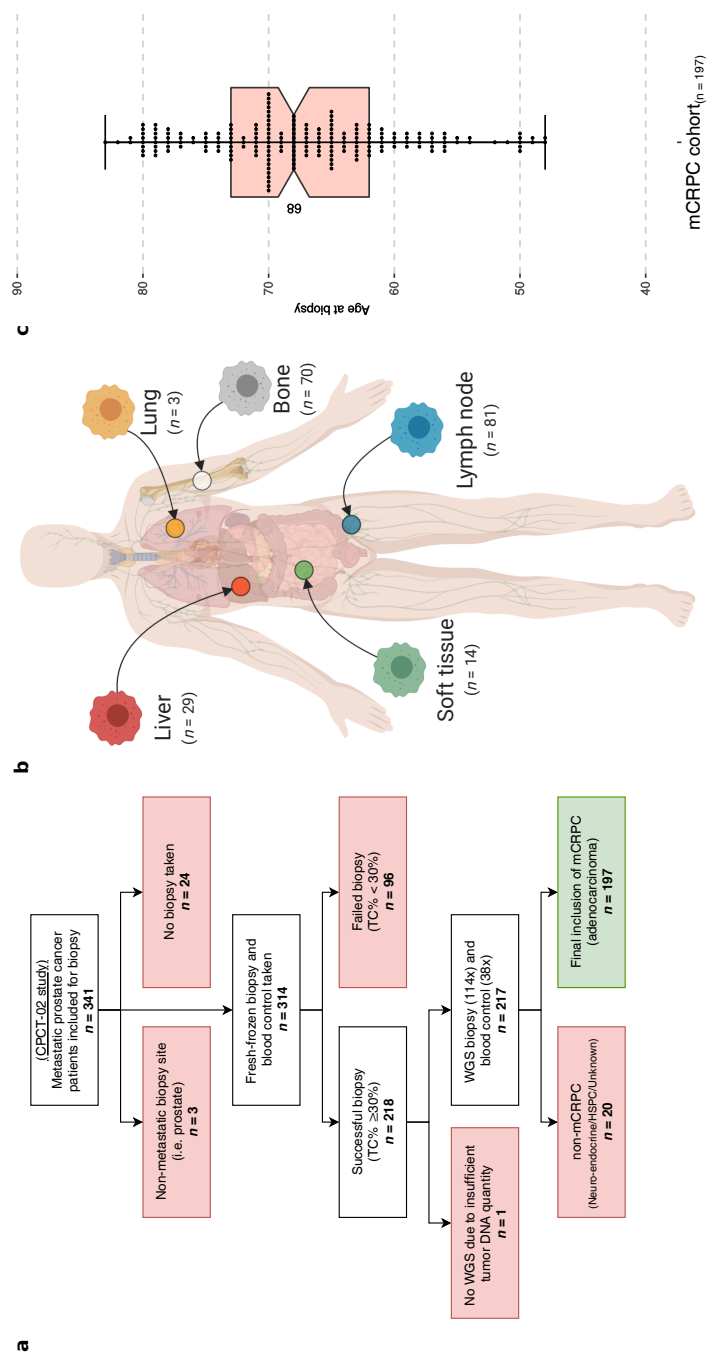 a
(CPCT-02 study)
Metastatic prostate cancer
patients included for biopsy
n = 341
Non-metastatic biopsy site
(i.e. prostate)
n = 3
No biopsy taken
n = 24
Fresh-frozen biopsy and
blood control taken
n = 314
Successful biopsy
(TC% ≥30%)
n = 218
Failed biopsy
(TC% < 30%)
n = 96
No WGS due to insufficient
tumor DNA quantity
n = 1
WGS biopsy (114x) and
blood control (38x)
n = 217
non-mCRPC
(Neuro-endocrine/HSPC/Unknown)
n = 20
Final inclusion of mCRPC
(adenocarcinoma)
n = 197
b
Liver
(n = 29)
Lung
(n = 3)
Bone
(n = 70)
Soft tissue
(n = 14)
Lymph node
(n = 81)
c
Age at biopsy
90
80
70
60
50
40
68
mCRPC cohort(n = 197)